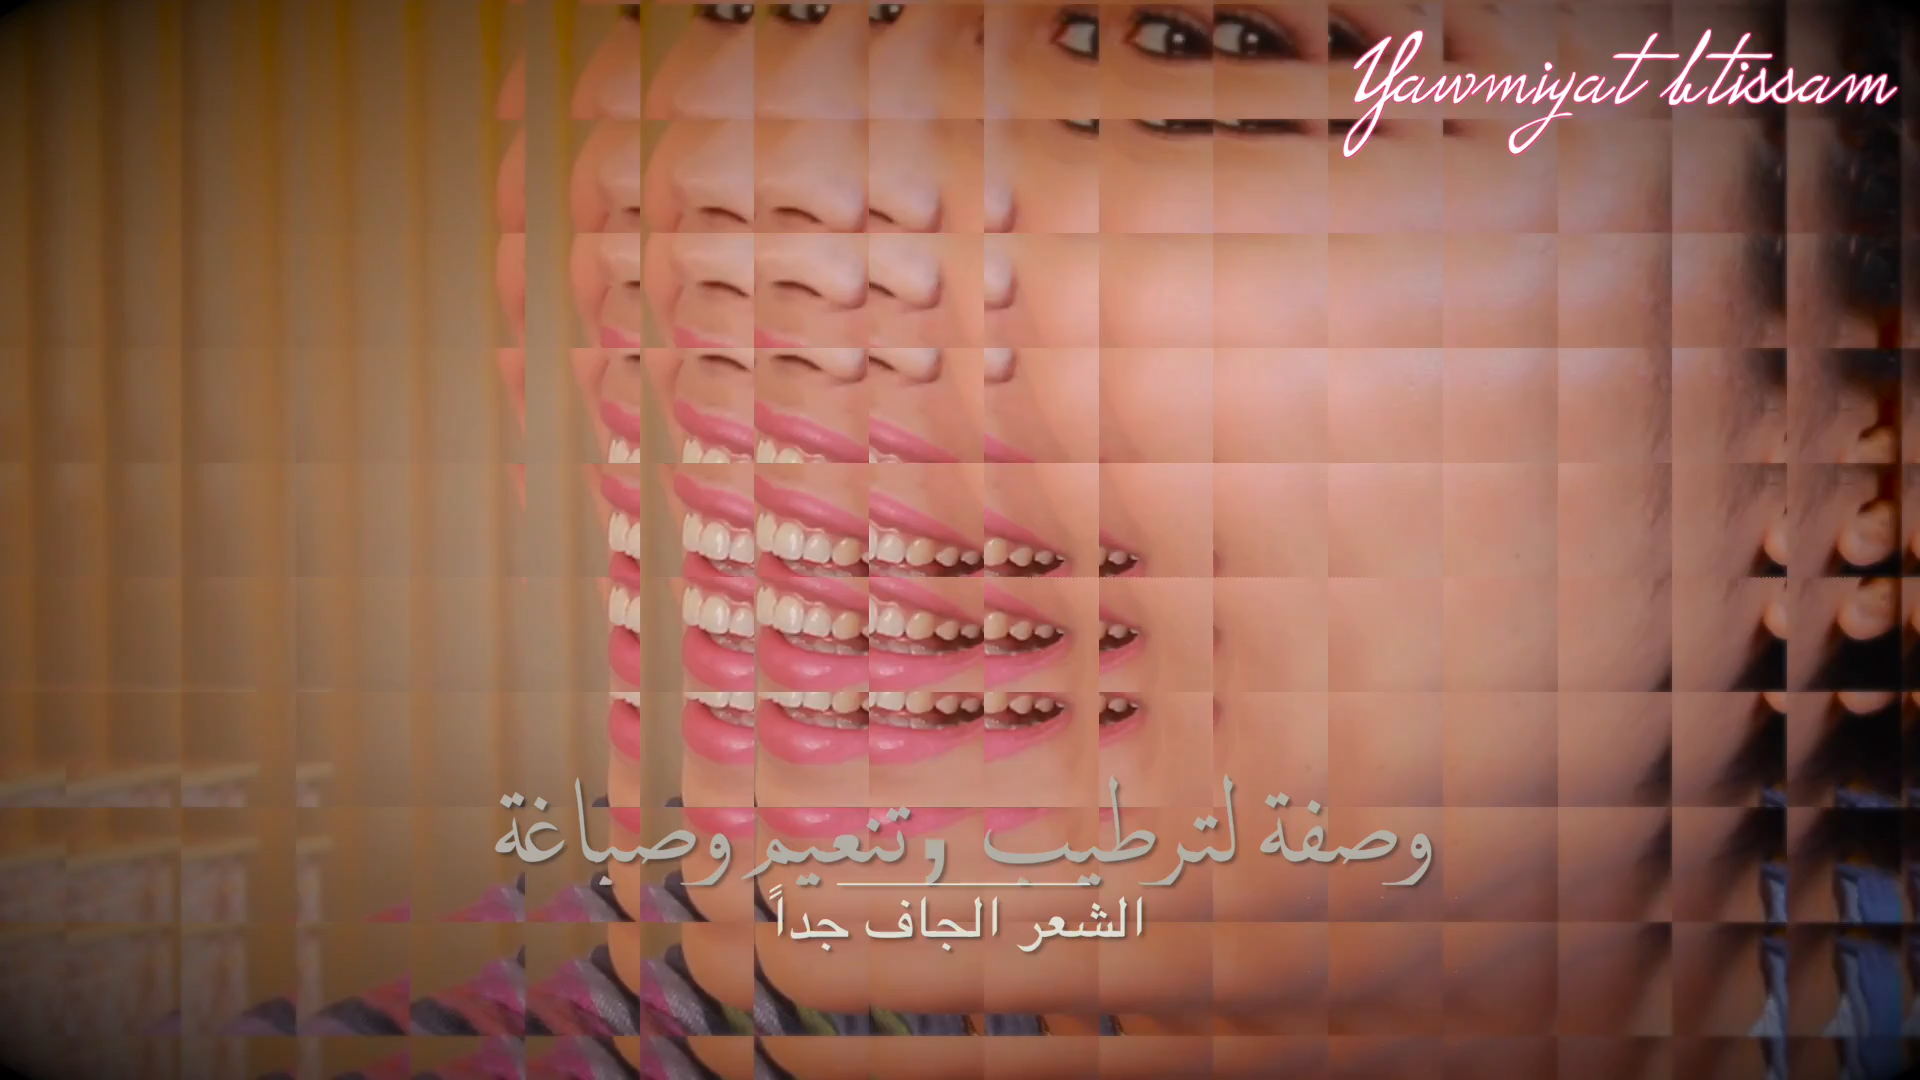 Yawmiyat Ibtissam
وصفة لترطيب وتنعيم وصباغة
الشعر الجاف جداً